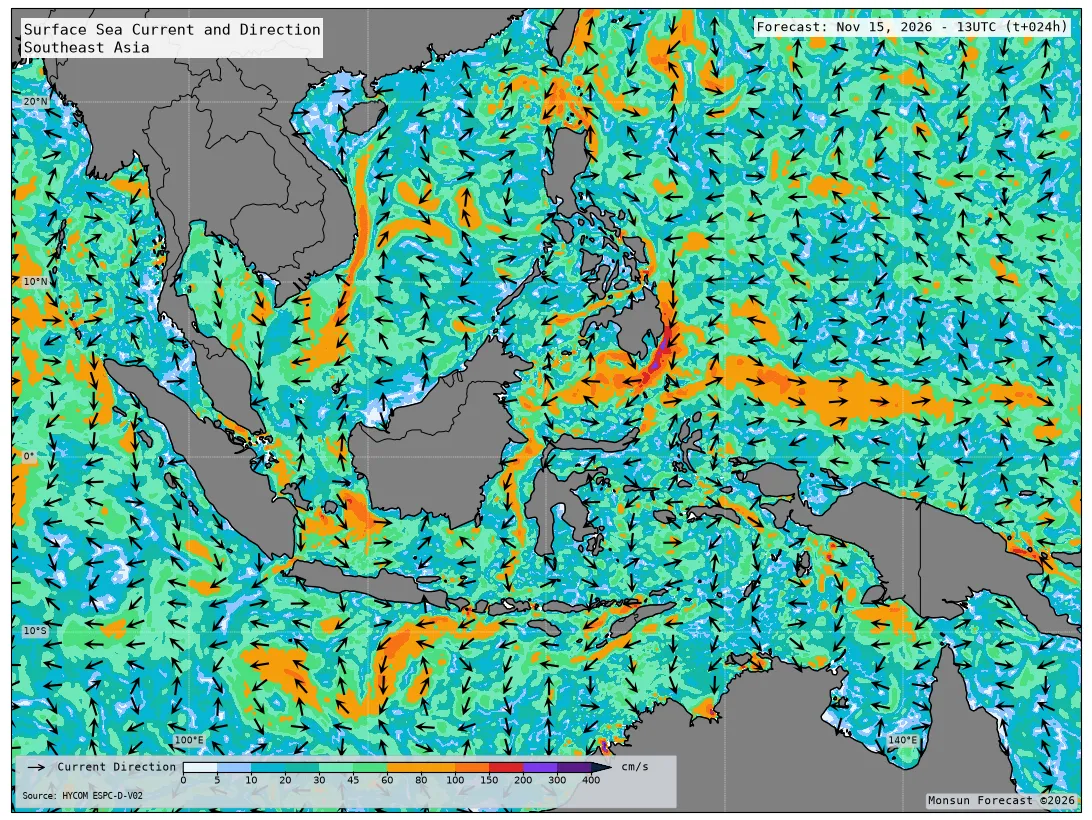 Surface Sea Current and Direction
Southeast Asia
Forecast: Nov 15, 2026 - 13UTC (t+024h)
20°N
10°N
0°
10°S
100°E
140°E
Current Direction
0 5 10 20 30 45 60 80 100 150 200 300 400
cm/s
Source: HYCOM ESPC-D-V02
Monsun Forecast ©2026